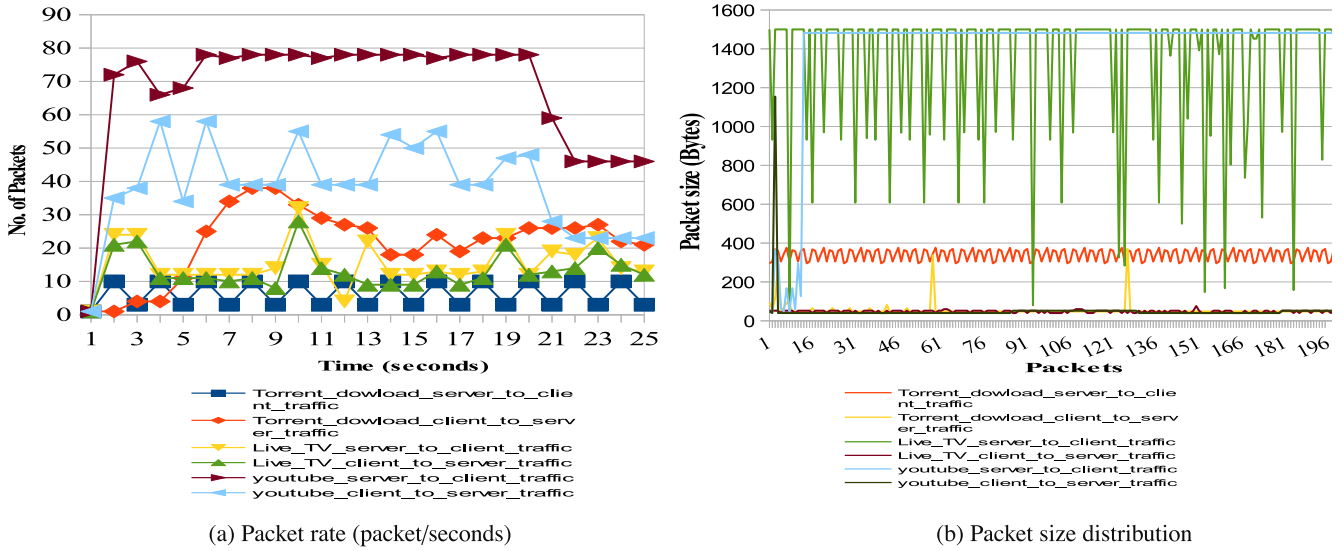 90
80
70
60
50
40
30
20
10
0
No. of Packets
1 3 5 7 9 11 13 15 17 19 21 23 25
Time (seconds)
Torrent_dowload_server_to_clie
nt_traffic
Torrent_dowload_client_to_serv
er_traffic
Live_TV_server_to_client_traffic
Live_TV_client_to_server_traffic
youtube_server_to_client_traffic
youtube_client_to_server_traffic
(a) Packet rate (packet/seconds)
1600
1400
1200
1000
800
600
400
200
0
Packet size (Bytes)
1 16 31 46 61 76 91 106 121 136 151 166 181 196
Packets
Torrent_dowload_server_to_clie
nt_traffic
Torrent_dowload_client_to_serv
er_traffic
Live_TV_server_to_client_traffic
Live_TV_client_to_server_traffic
youtube_server_to_client_traffic
youtube_client_to_server_traffic
(b) Packet size distribution